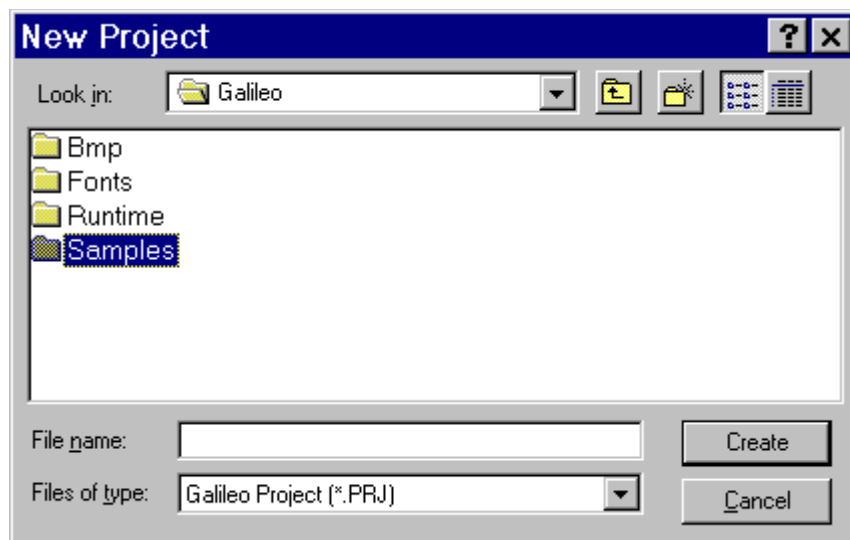 New Project
Look in: Galileo
Bmp
Fonts
Runtime
Samples
File name: Create
Files of type: Galileo Project (*.PRJ) Cancel